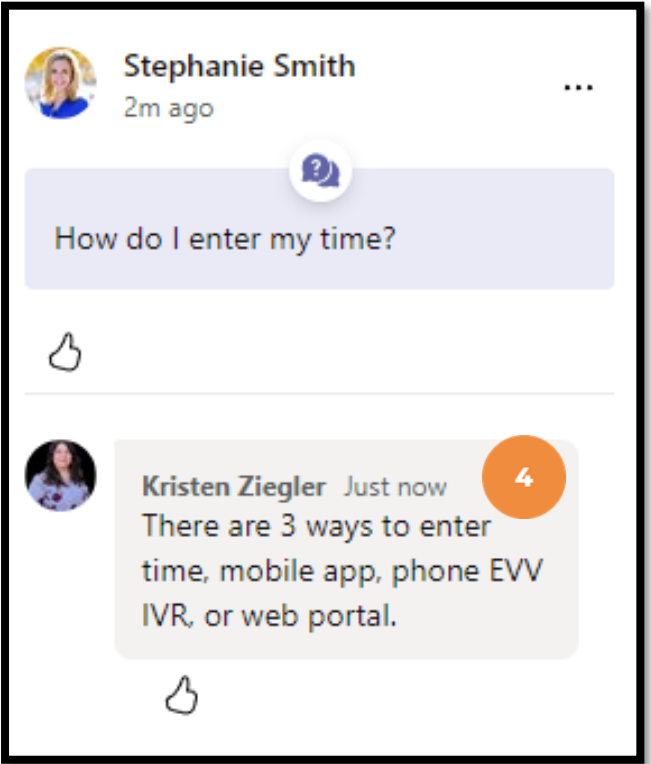 Stephanie Smith
2m ago
...
?
How do I enter my time?
Kristen Ziegler Just now
4
There are 3 ways to enter
time, mobile app, phone EVV
IVR, or web portal.